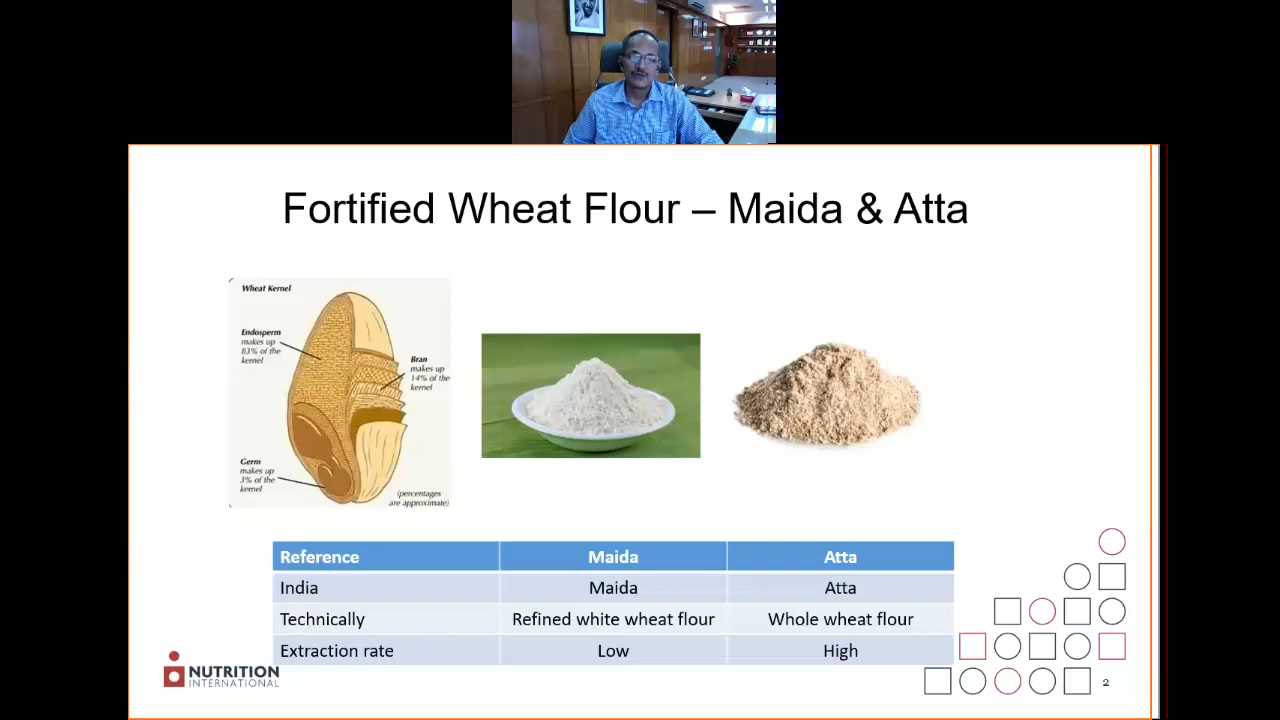 Fortified Wheat Flour – Maida & Atta
Wheat Kernel
Endosperm
makes up
83% of the
kernel
Bran
makes up
14% of the
kernel
Germ
makes up
3% of the
kernel
(percentages
are approximate)
Reference Maida Atta
India Maida Atta
Technically Refined white wheat flour Whole wheat flour
Extraction rate Low High
NUTRITION
INTERNATIONAL
2